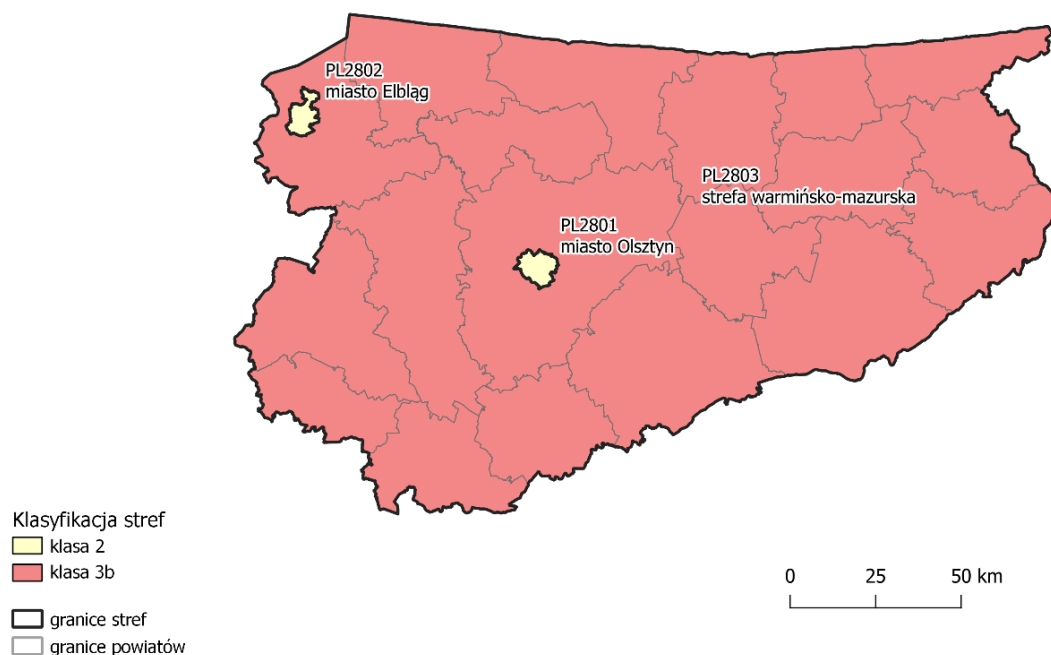 PL2802
miasto Elbląg
PL2803
strefa warmińsko-mazurska
PL2801
miasto Olsztyn
Klasyfikacja stref
klasa 2
klasa 3b
granice stref
granice powiatów
0 25 50 km